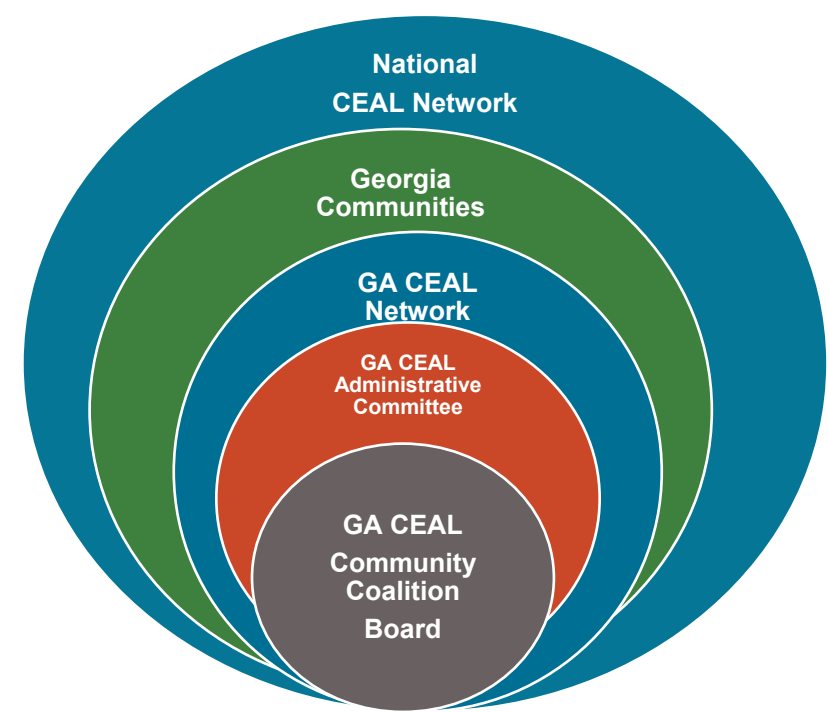 National
CEAL Network
Georgia
Communities
GA CEAL
Network
GA CEAL
Administrative
Committee
GA CEAL
Community
Coalition
Board